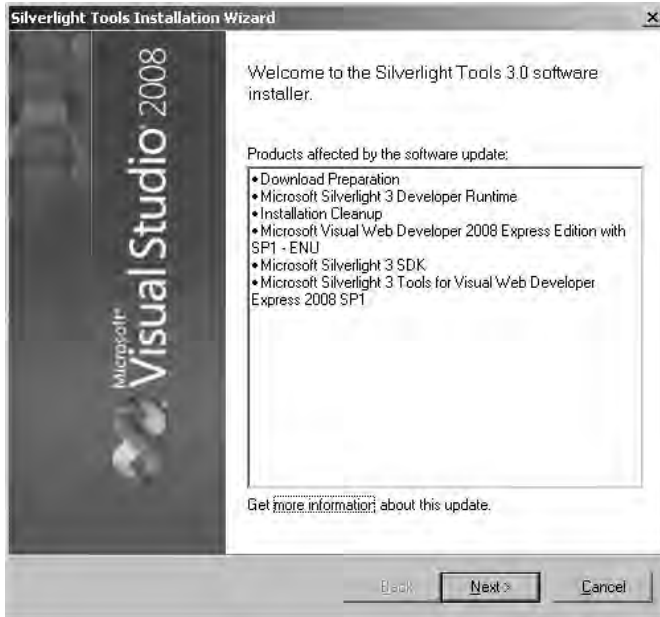 Silverlight Tools Installation Wizard
Microsoft®
Visual Studio® 2008
Welcome to the Silverlight Tools 3.0 software
installer.
Products affected by the software update:
• Download Preparation
• Microsoft Silverlight 3 Developer Runtime
• Installation Cleanup
• Microsoft Visual Web Developer 2008 Express Edition with
SP1 - ENU
• Microsoft Silverlight 3 SDK
• Microsoft Silverlight 3 Tools for Visual Web Developer
Express 2008 SP1
Get more information about this update.
Back Next > Cancel